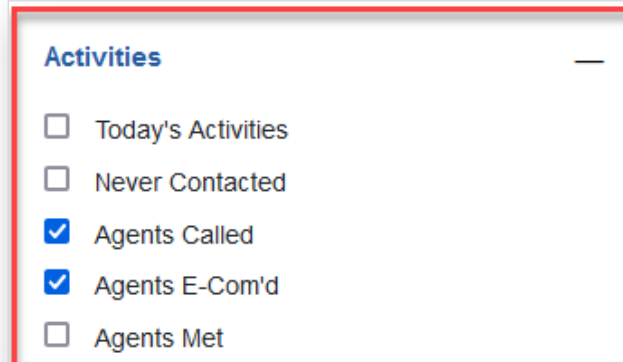 Activities
Today's Activities
Never Contacted
Agents Called
Agents E-Com'd
Agents Met